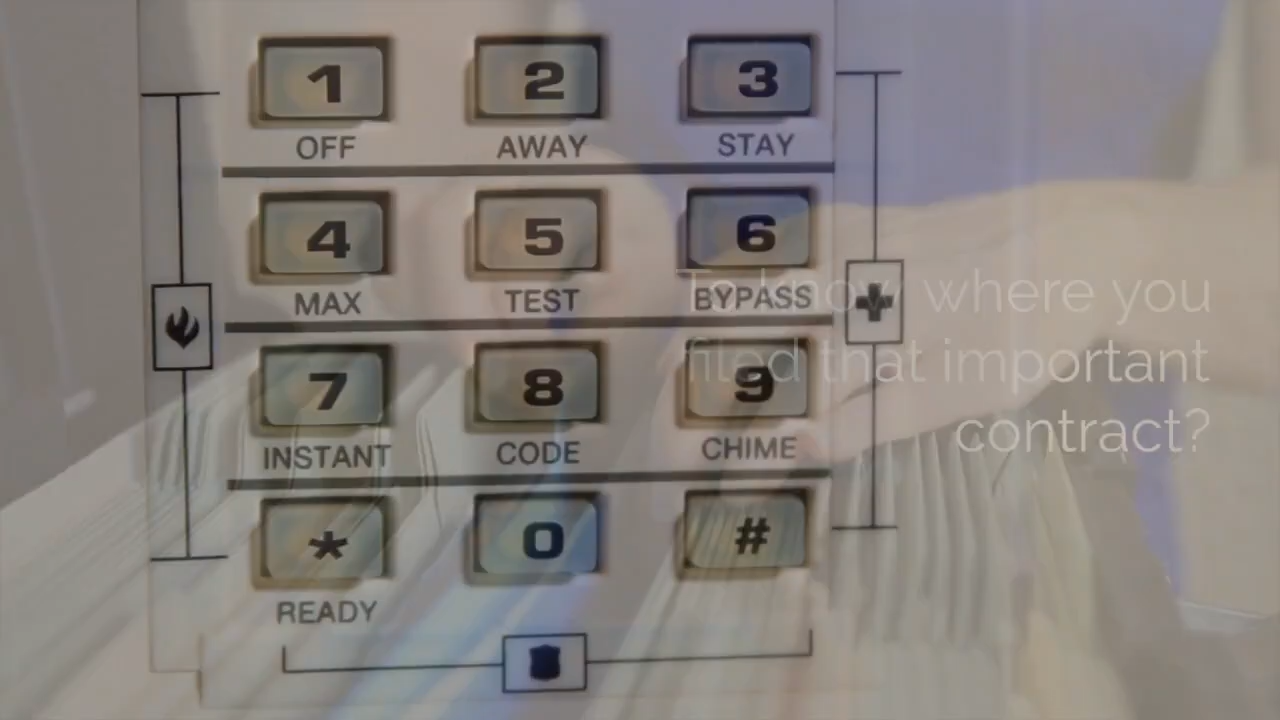 1 2 3
OFF AWAY STAY
4 5 6
MAX TEST BYPASS
7 8 9
INSTANT CODE CHIME
* 0 #
READY
To know where you
filed that important
contract?